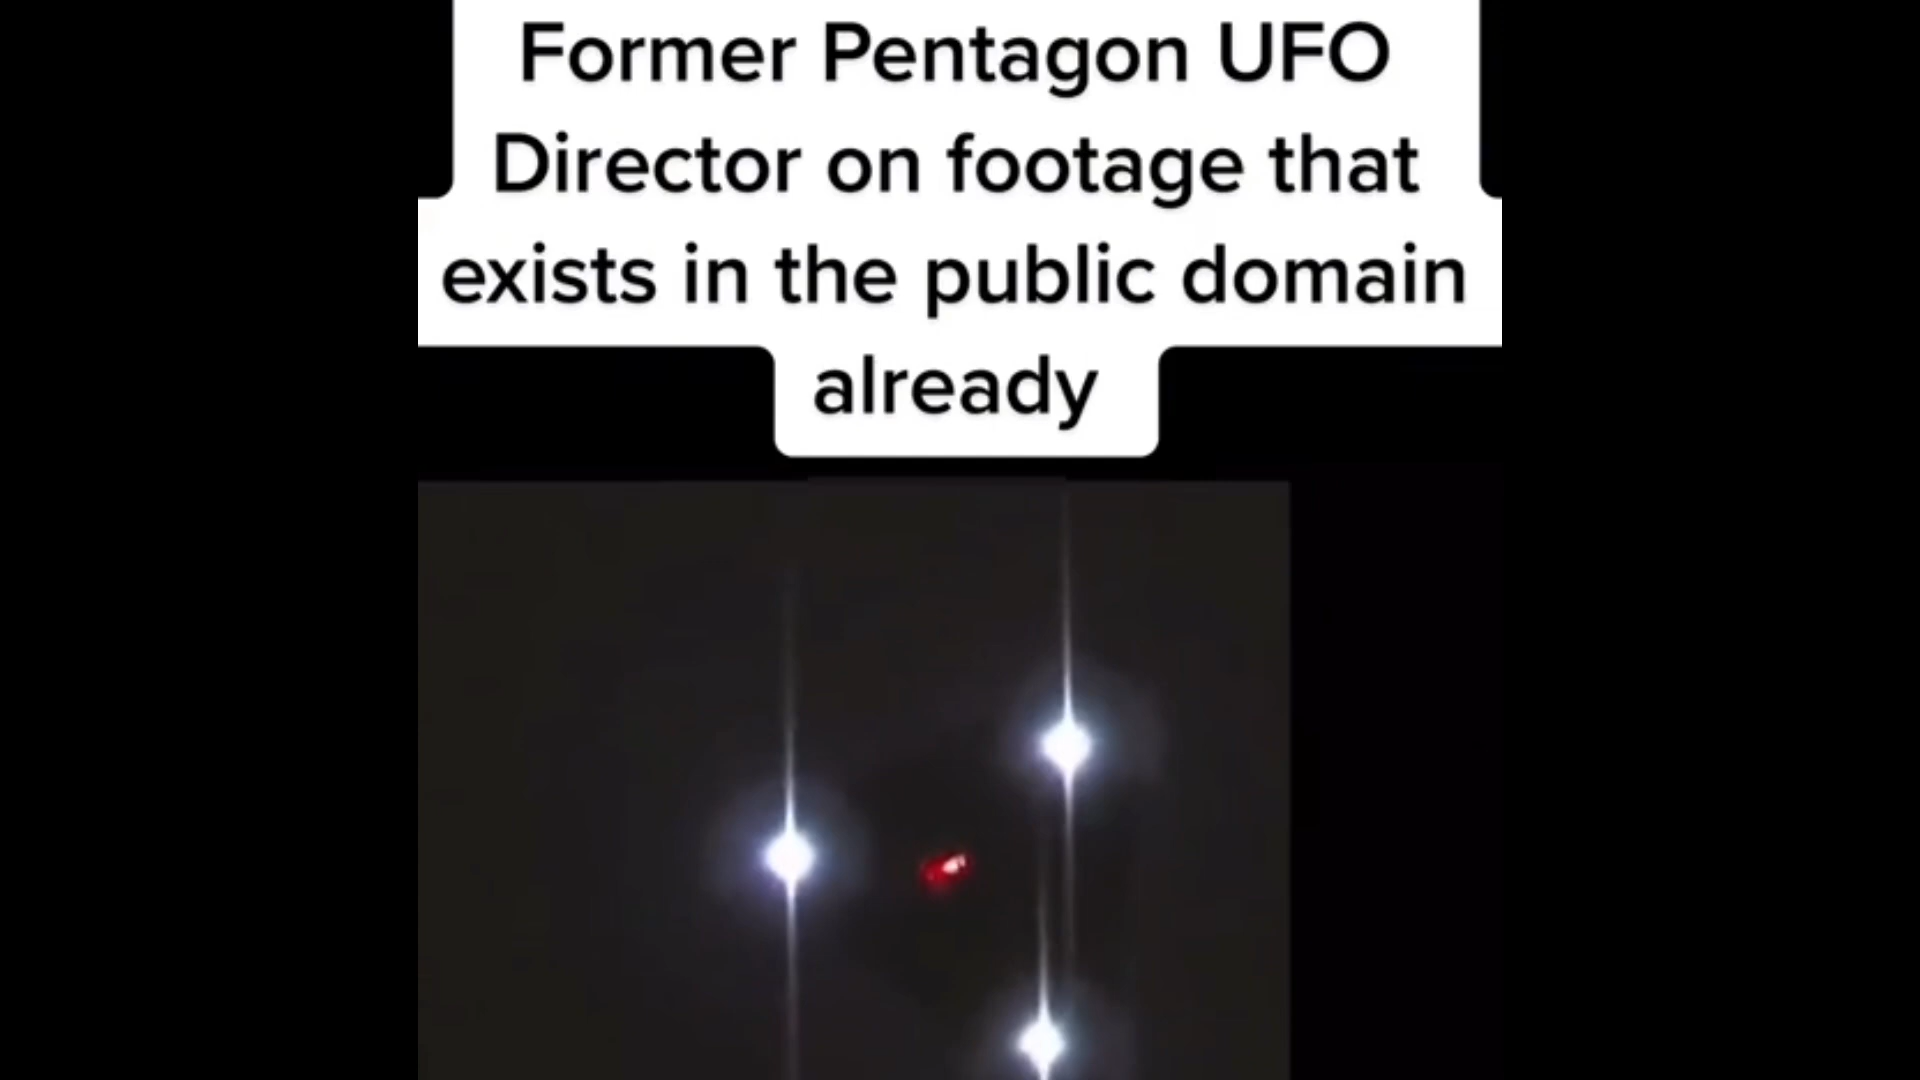 Former Pentagon UFO
Director on footage that
exists in the public domain
already